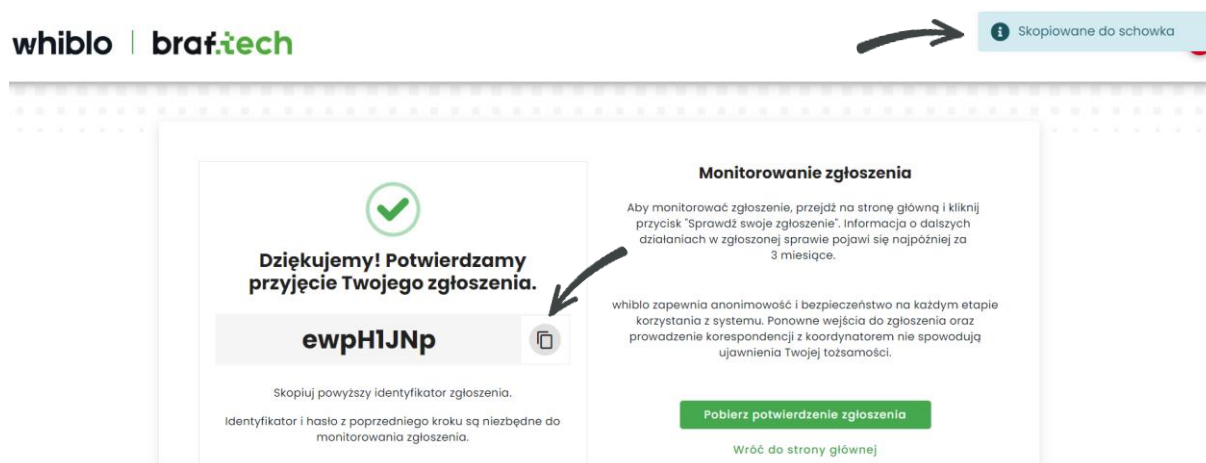 whiblo | braf.tech
Skopiowane do schowka
Dziękujemy! Potwierdzamy
przyjęcie Twojego zgłoszenia.
ewpH1JNp
Skopiuj powyższy identyfikator zgłoszenia.
Identyfikator i hasło z poprzedniego kroku są niezbędne do
monitorowania zgłoszenia.
Monitorowanie zgłoszenia
Aby monitorować zgłoszenie, przejdź na stronę główną i kliknij
przycisk "Sprawdź swoje zgłoszenie". Informacja o dalszych
działaniach w zgłoszonej sprawie pojawi się najpóźniej za
3 miesiące.
whiblo zapewnia anonimowość i bezpieczeństwo na każdym etapie
korzystania z systemu. Ponowne wejścia do zgłoszenia oraz
prowadzenie korespondencji z koordynatorem nie spowodują
ujawnienia Twojej tożsamości.
Pobierz potwierdzenie zgłoszenia
Wróć do strony głównej